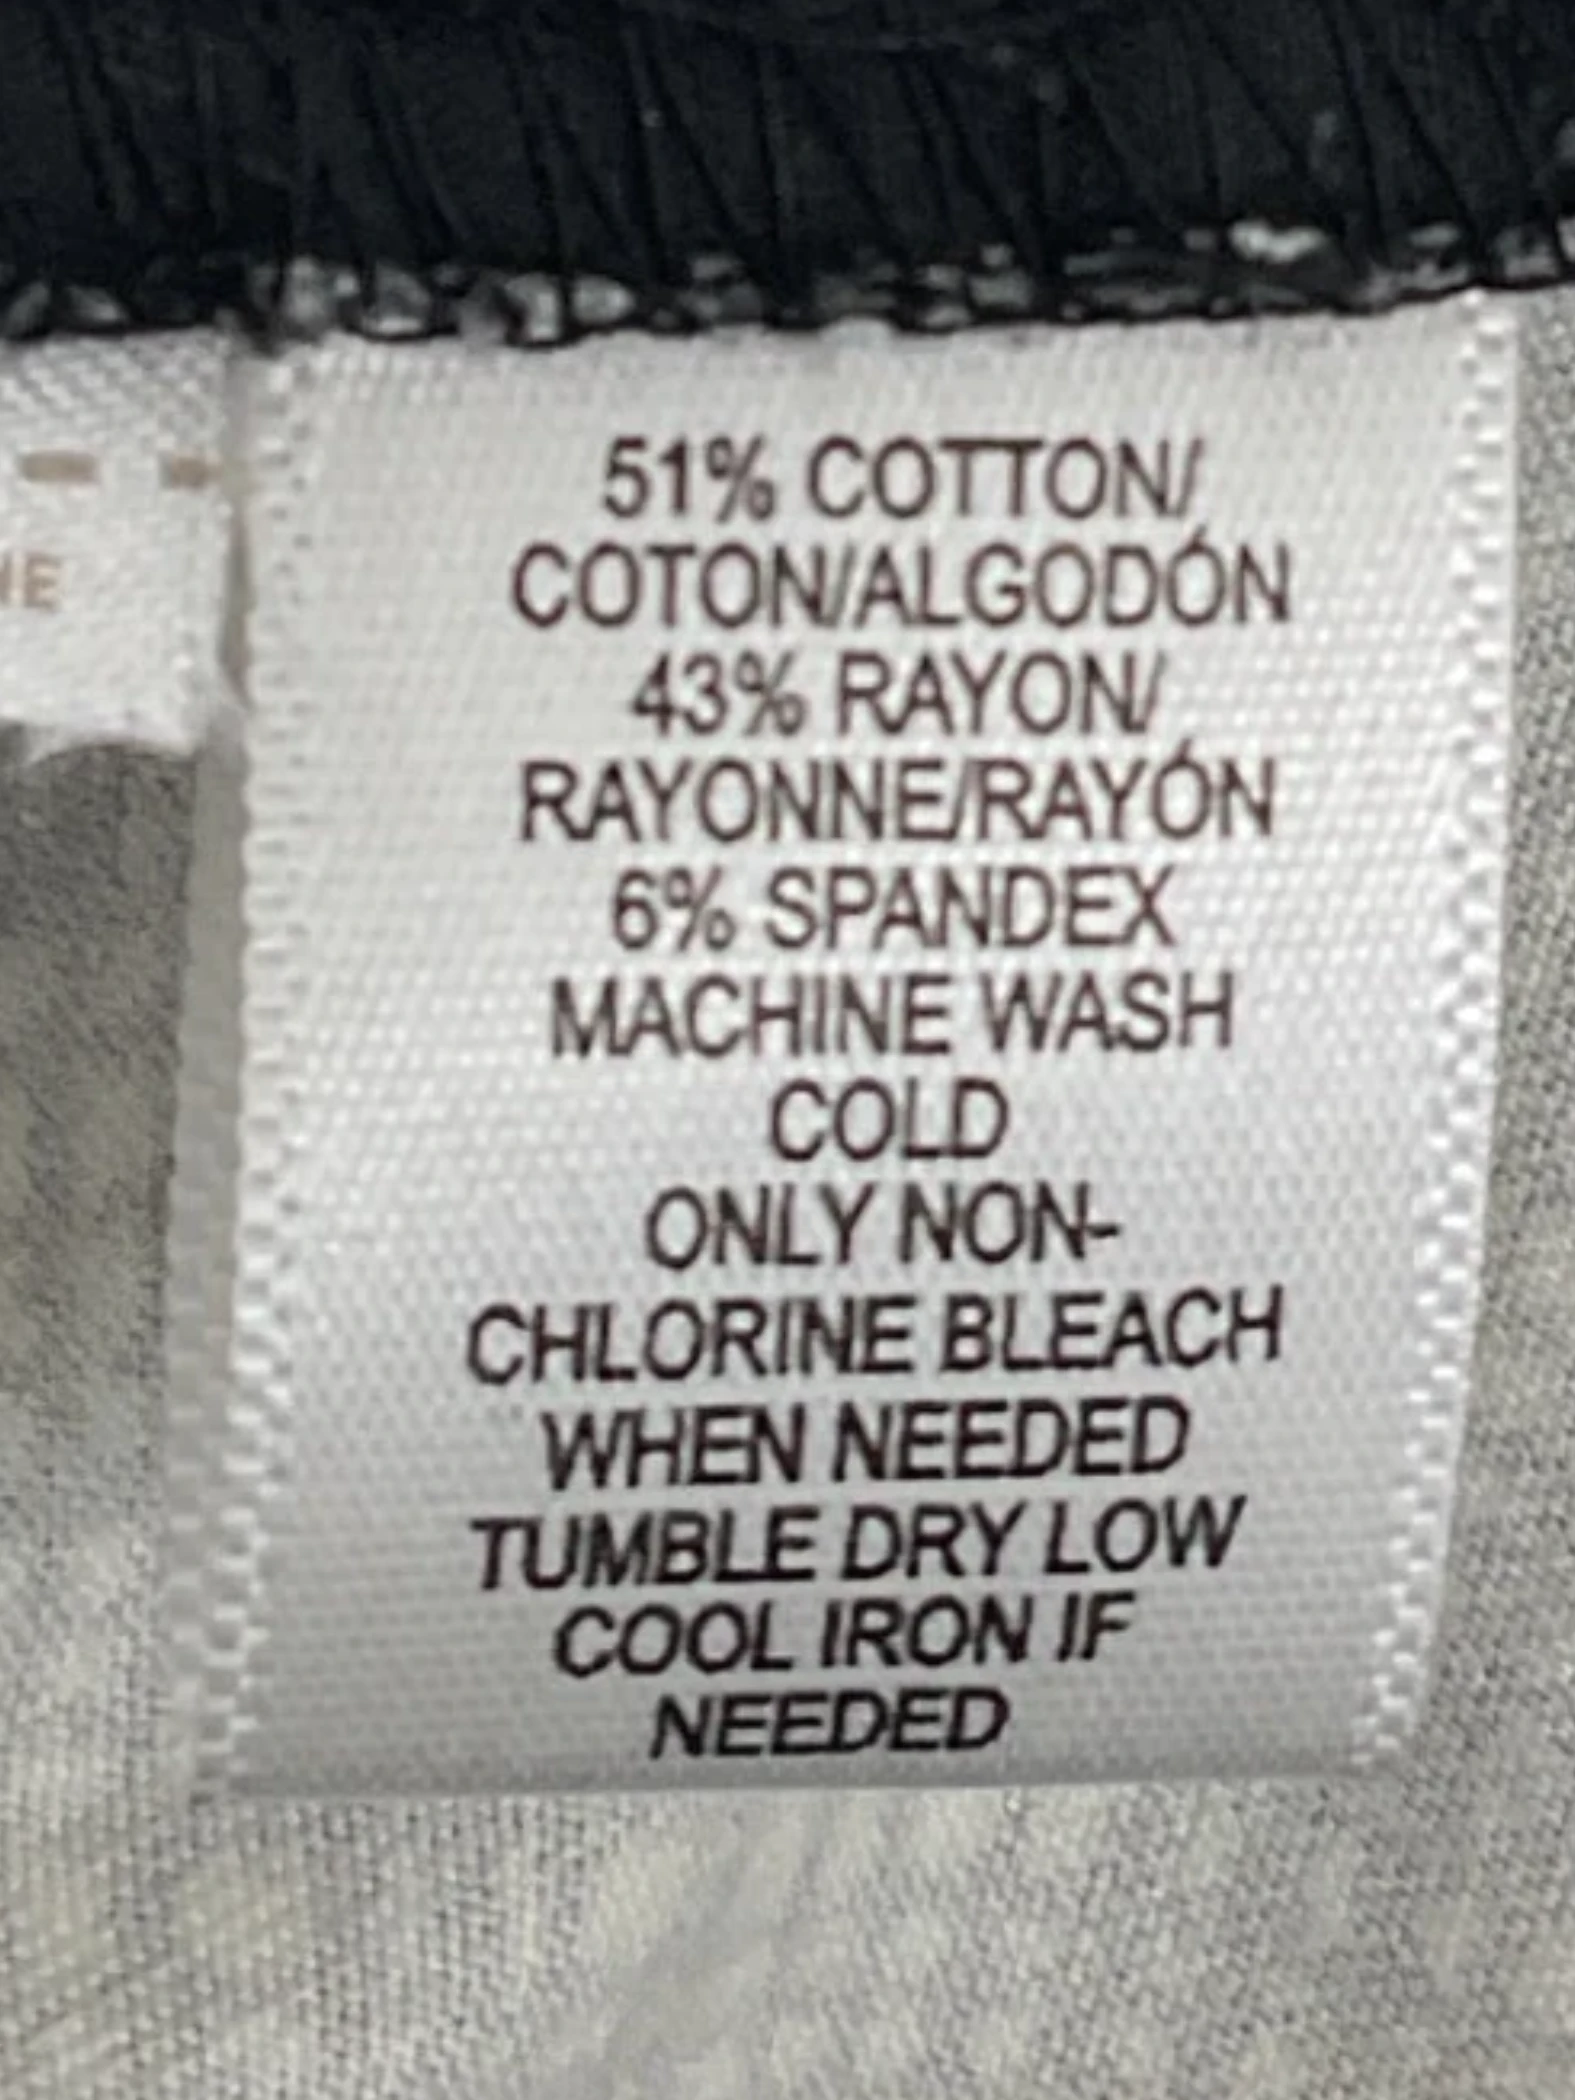 51% COTTON/
COTON/ALGODÓN
43% RAYON/
RAYONNE/RAYÓN
6% SPANDEX
MACHINE WASH
COLD
ONLY NON-
CHLORINE BLEACH
WHEN NEEDED
TUMBLE DRY LOW
COOL IRON IF
NEEDED